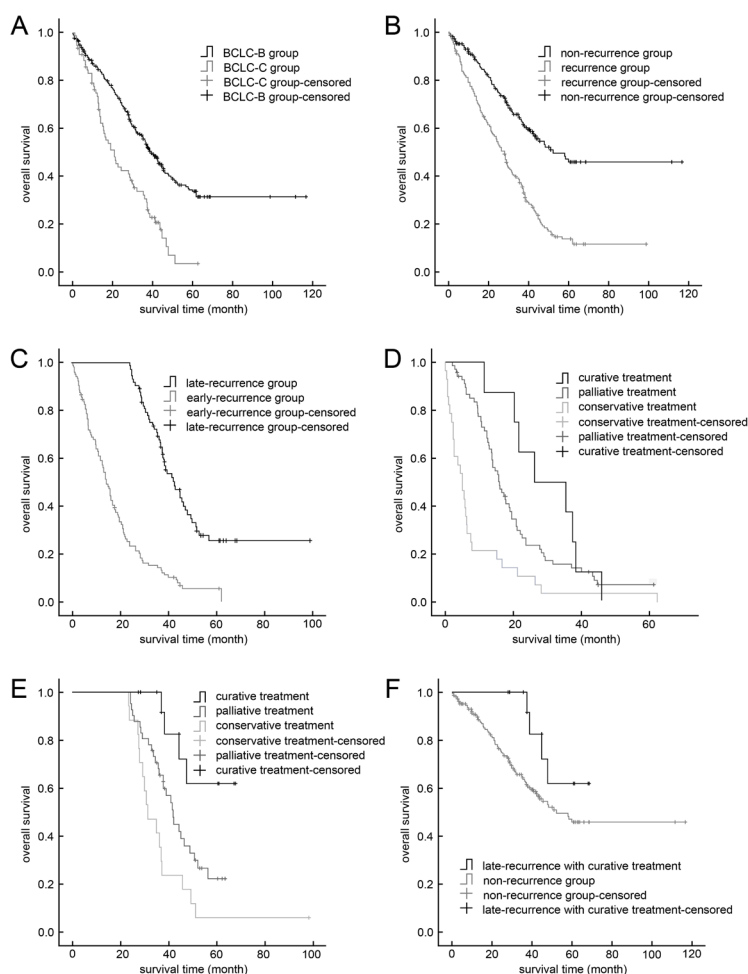 A
BCLC-B group
BCLC-C group
BCLC-C group-censored
BCLC-B group-censored
overall survival
1.0
0.8
0.6
0.4
0.2
0.0
0 20 40 60 80 100 120
survival time (month)
B
non-recurrence group
recurrence group
recurrence group-censored
non-recurrence group-censored
overall survival
1.0
0.8
0.6
0.4
0.2
0.0
0 20 40 60 80 100 120
survival time (month)
C
late-recurrence group
early-recurrence group
early-recurrence group-censored
late-recurrence group-censored
overall survival
1.0
0.8
0.6
0.4
0.2
0.0
0 20 40 60 80 100
survival time (month)
D
curative treatment
palliative treatment
conservative treatment
conservative treatment-censored
palliative treatment-censored
curative treatment-censored
overall survival
1.0
0.8
0.6
0.4
0.2
0.0
0 20 40 60
survival time (month)
E
curative treatment
palliative treatment
conservative treatment
conservative treatment-censored
palliative treatment-censored
curative treatment-censored
overall survival
1.0
0.8
0.6
0.4
0.2
0.0
0 20 40 60 80 100
survival time (month)
F
late-recurrence with curative treatment
non-recurrence group
non-recurrence group-censored
late-recurrence with curative treatment-censored
overall survival
1.0
0.8
0.6
0.4
0.2
0.0
0 20 40 60 80 100 120
survival time (month)